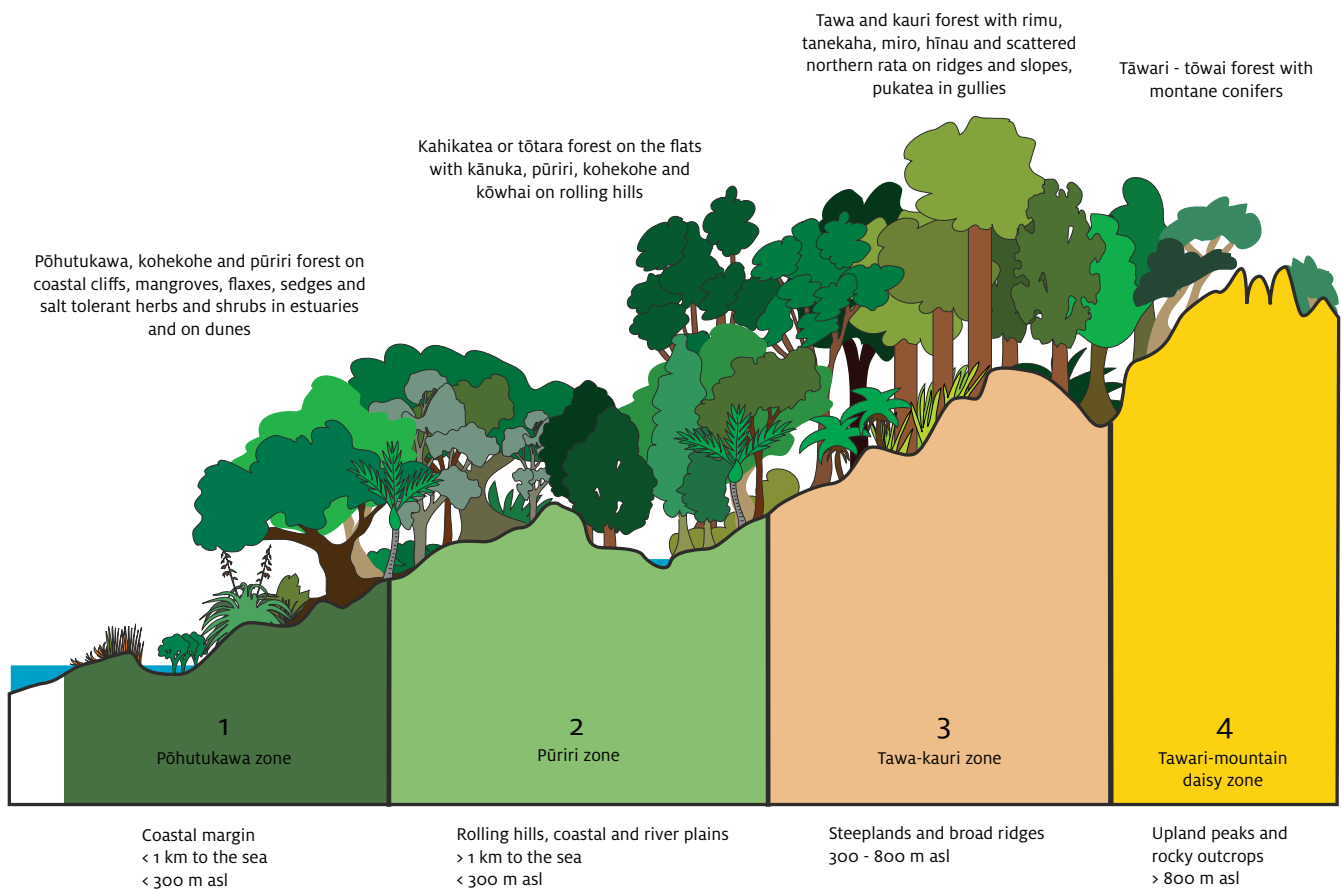 Tawa and kauri forest with rimu,
tanekaha, miro, hīnau and scattered
northern rata on ridges and slopes,
pukatea in gullies
Tāwari - tōwai forest with
montane conifers
Kahikatea or tōtara forest on the flats
with kānuka, pūriri, kohekohe and
kōwhai on rolling hills
Pōhutukawa, kohekohe and pūriri forest on
coastal cliffs, mangroves, flaxes, sedges and
salt tolerant herbs and shrubs in estuaries
and on dunes
1
Pōhutukawa zone
2
Pūriri zone
3
Tawa-kauri zone
4
Tawari-mountain
daisy zone
Coastal margin
< 1 km to the sea
< 300 m asl
Rolling hills, coastal and river plains
> 1 km to the sea
< 300 m asl
Steeplands and broad ridges
300 - 800 m asl
Upland peaks and
rocky outcrops
> 800 m asl